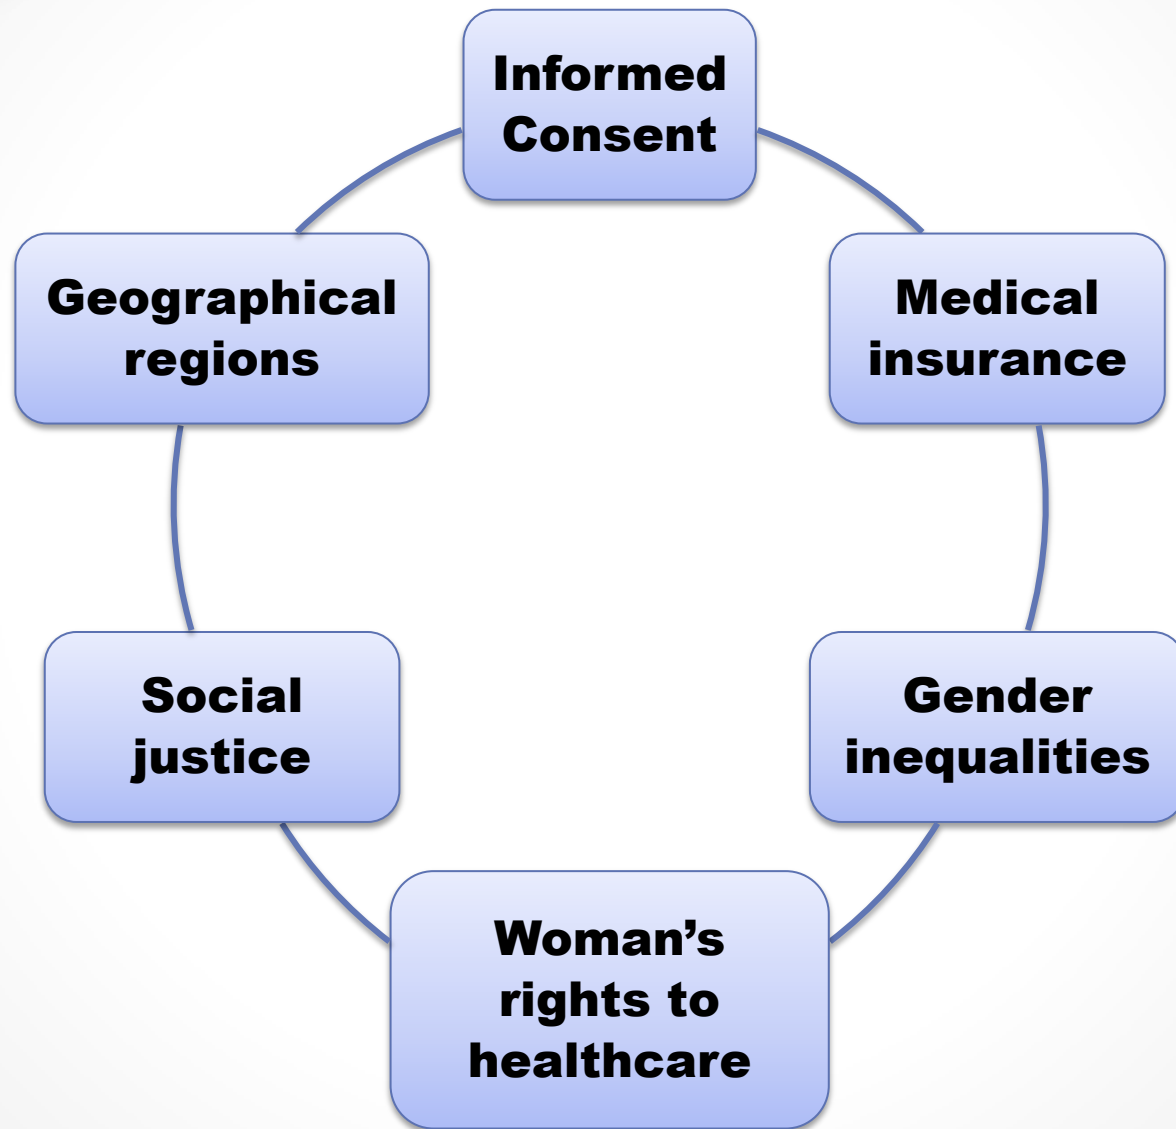 Informed
Consent
Medical
insurance
Gender
inequalities
Woman’s
rights to
healthcare
Social
justice
Geographical
regions